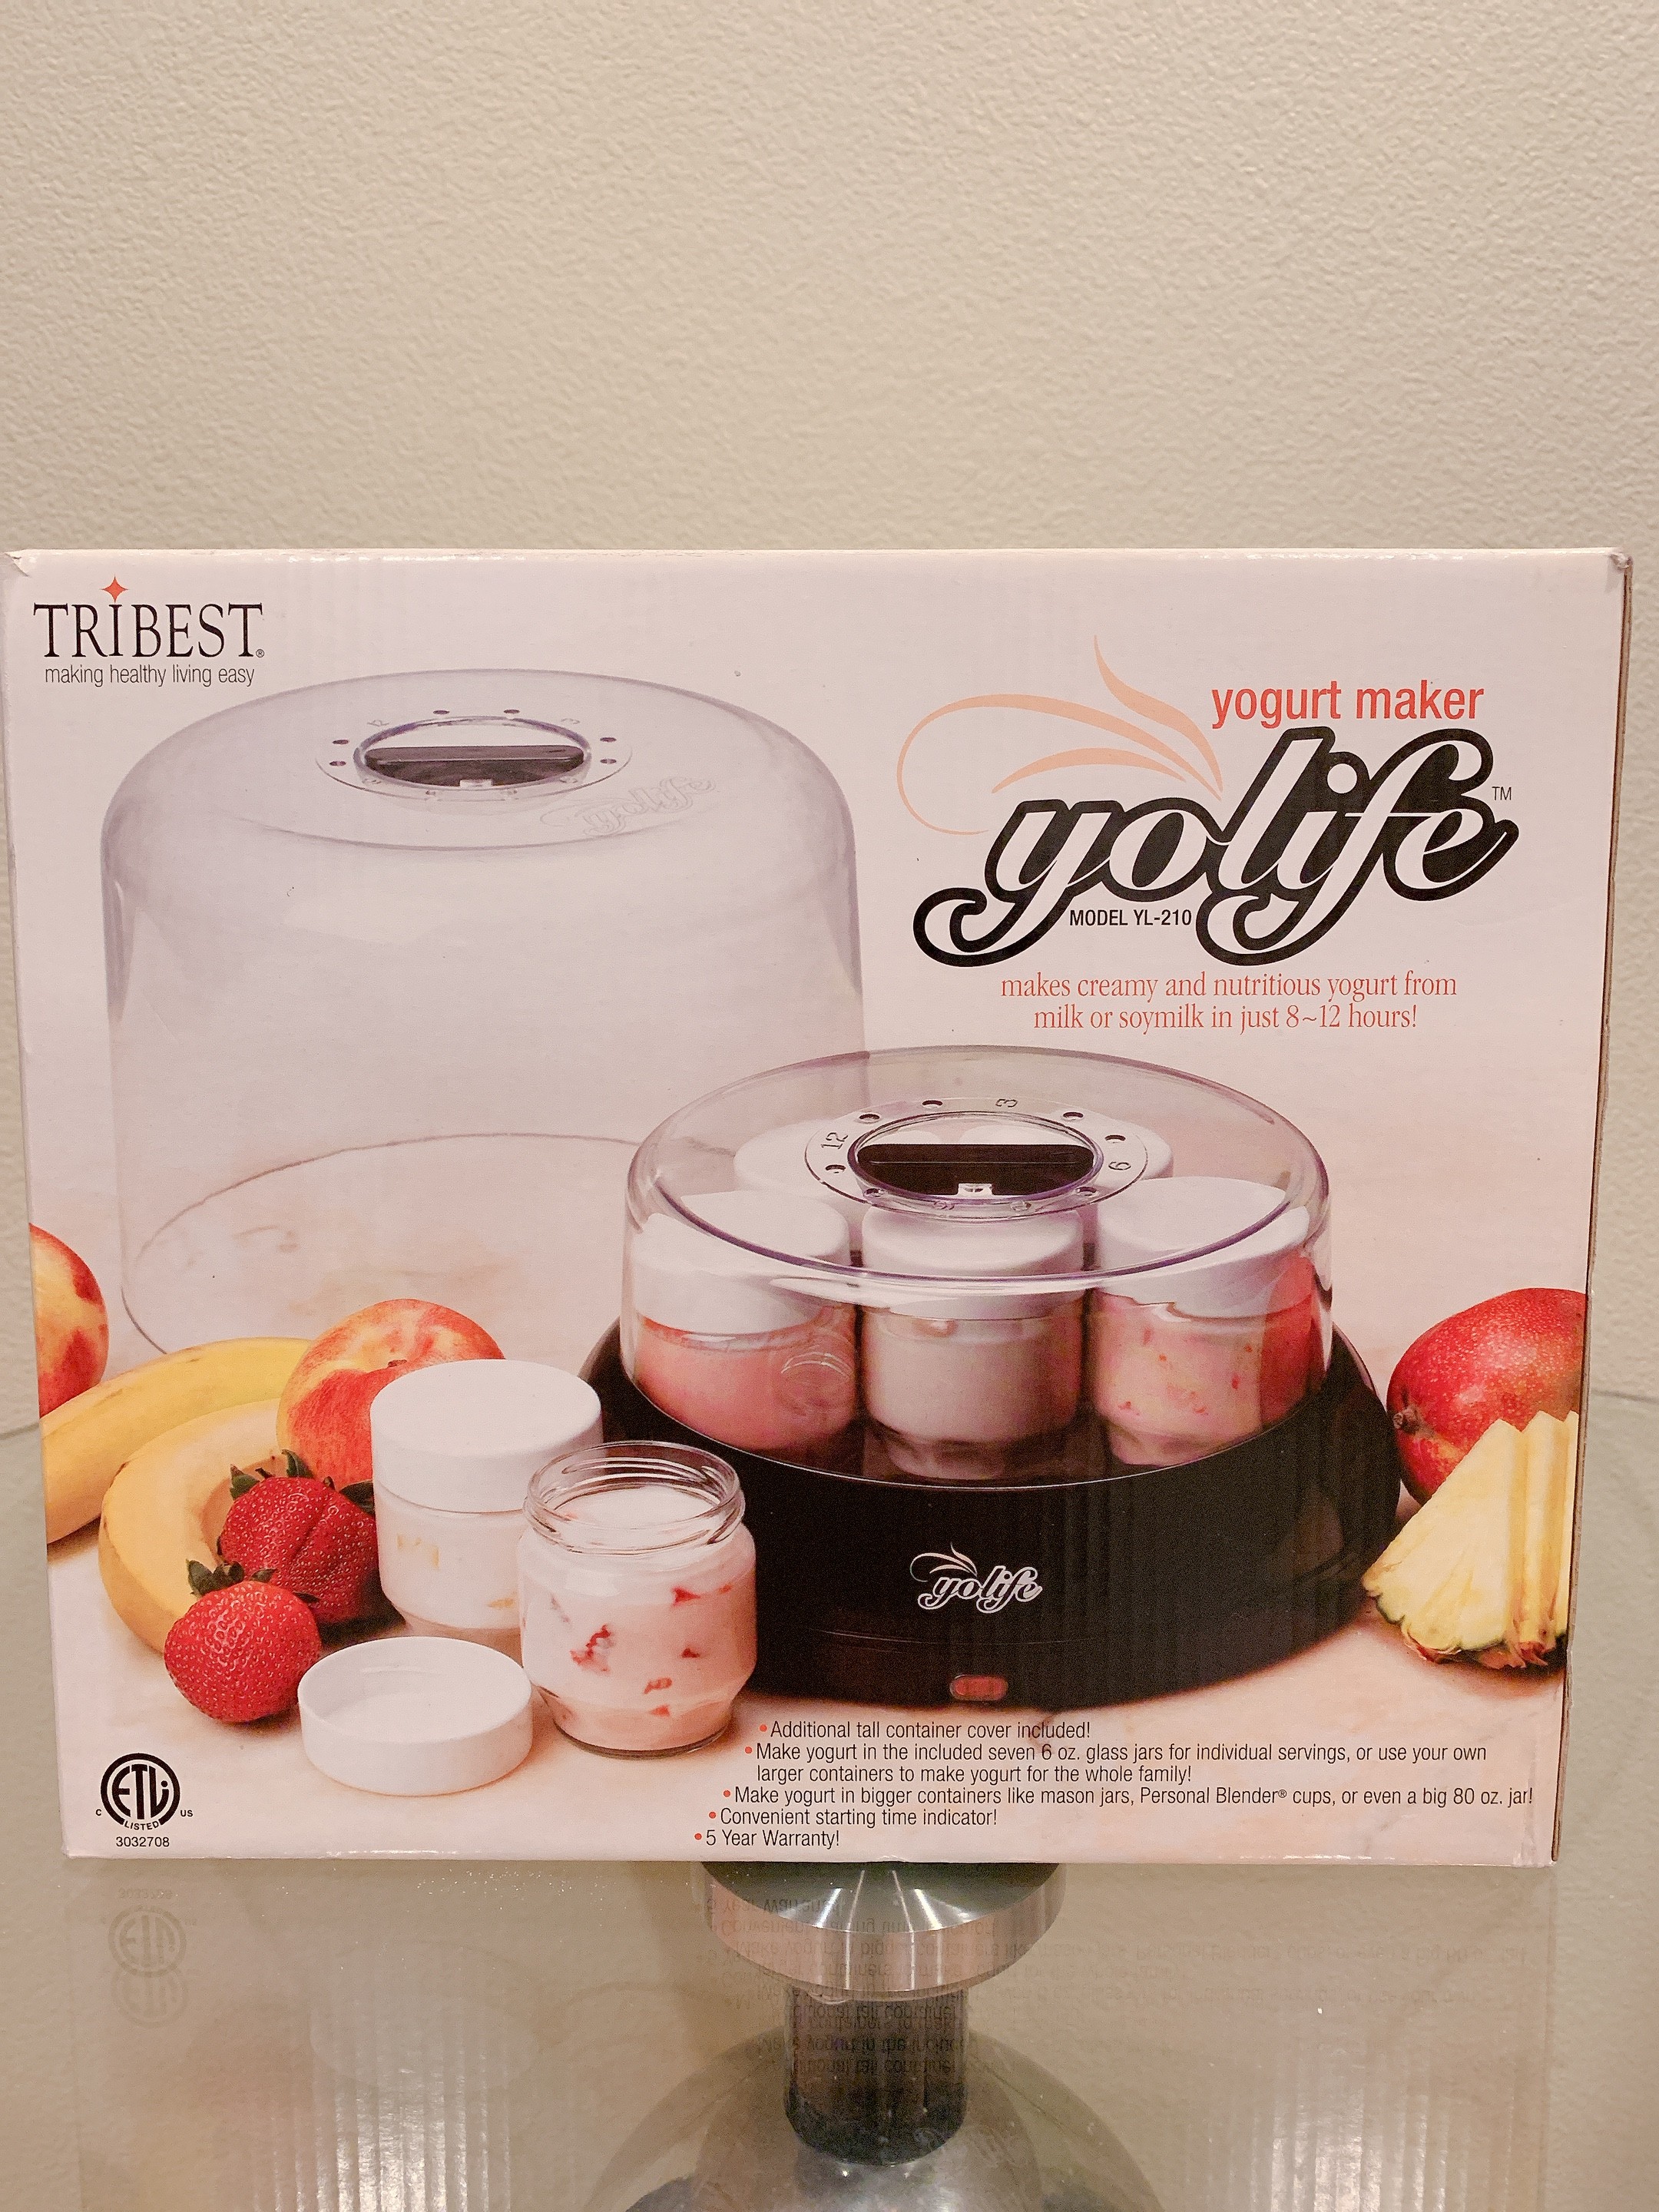 TRIBEST®
making healthy living easy
yogurt maker
yolife™
MODEL YL-210
makes creamy and nutritious yogurt from
milk or soymilk in just 8~12 hours!
yolife
12
3
6
9
yolife
• Additional tall container cover included!
• Make yogurt in the included seven 6 oz. glass jars for individual servings, or use your own
larger containers to make yogurt for the whole family!
• Make yogurt in bigger containers like mason jars, Personal Blender® cups, or even a big 80 oz. jar!
• Convenient starting time indicator!
• 5 Year Warranty!
ETL
LISTED
C US
3032708